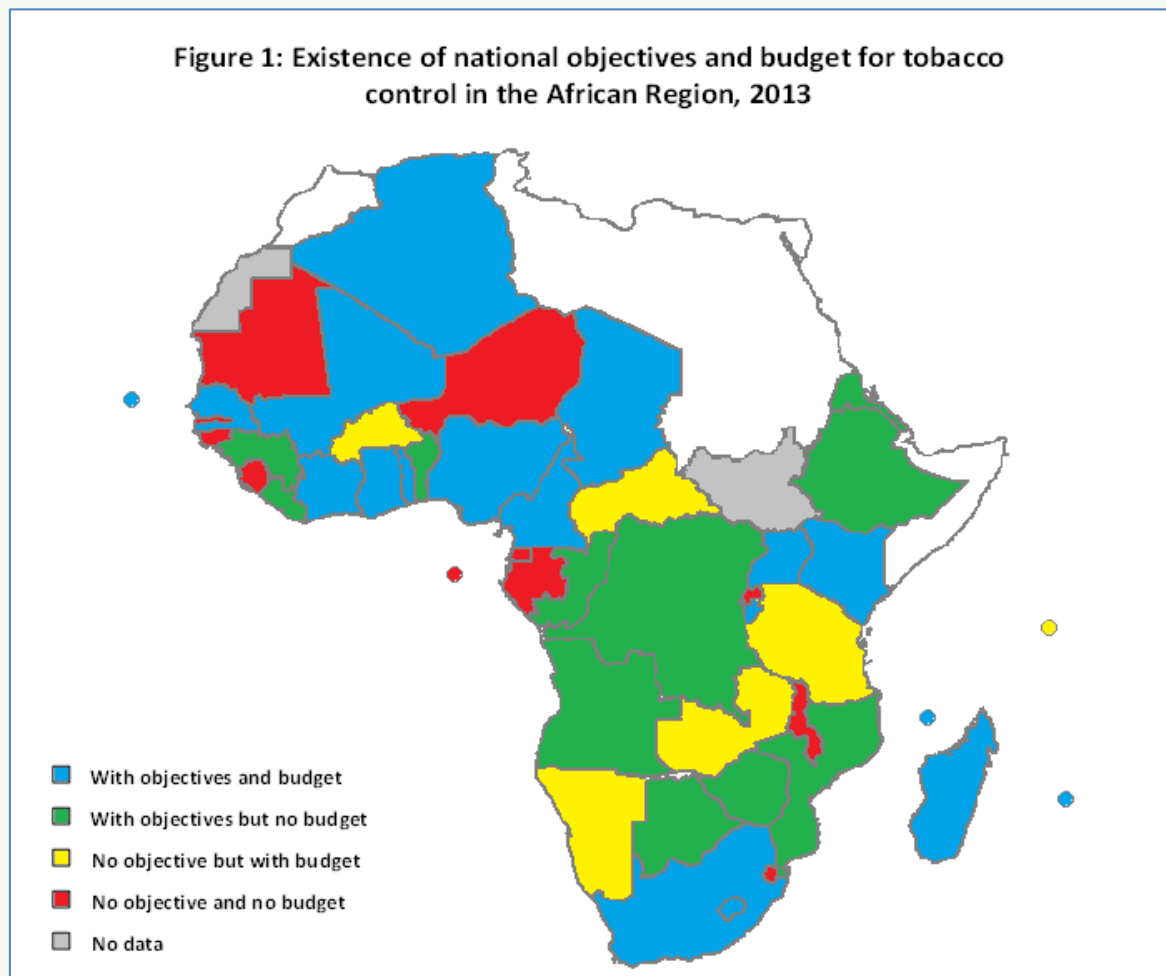 Figure 1: Existence of national objectives and budget for tobacco
control in the African Region, 2013
With objectives and budget
With objectives but no budget
No objective but with budget
No objective and no budget
No data